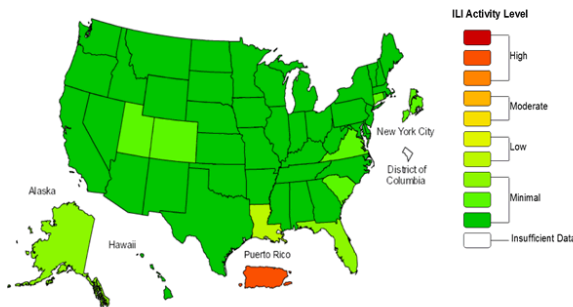 ILI Activity Level
High
Moderate
Low
Minimal
Insufficient Data
New York City
District of
Columbia
Alaska
Hawaii
Puerto Rico